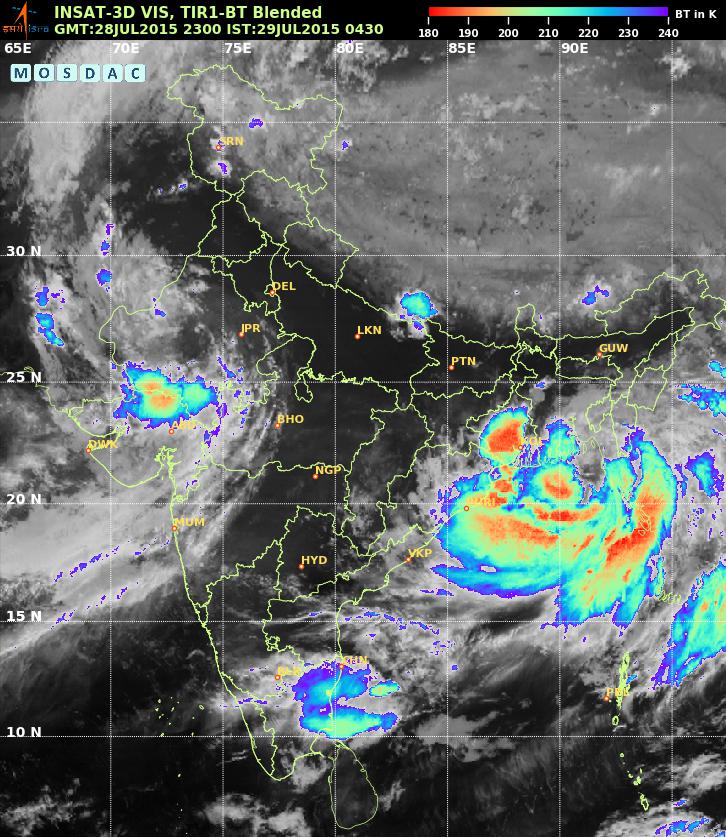 INSAT-3D VIS, TIR1-BT Blended
GMT:28JUL2015 2300 IST:29JUL2015 0430
BT in K
180 190 200 210 220 230 240
65E 70E 75E 80E 85E 90E
MOSDAC
SRN
30 N
DEL
JPR
LKN
GUW
PTN
25 N
BHO
DWK
NGP
20 N
MUM
VKP
HYD
15 N
10 N